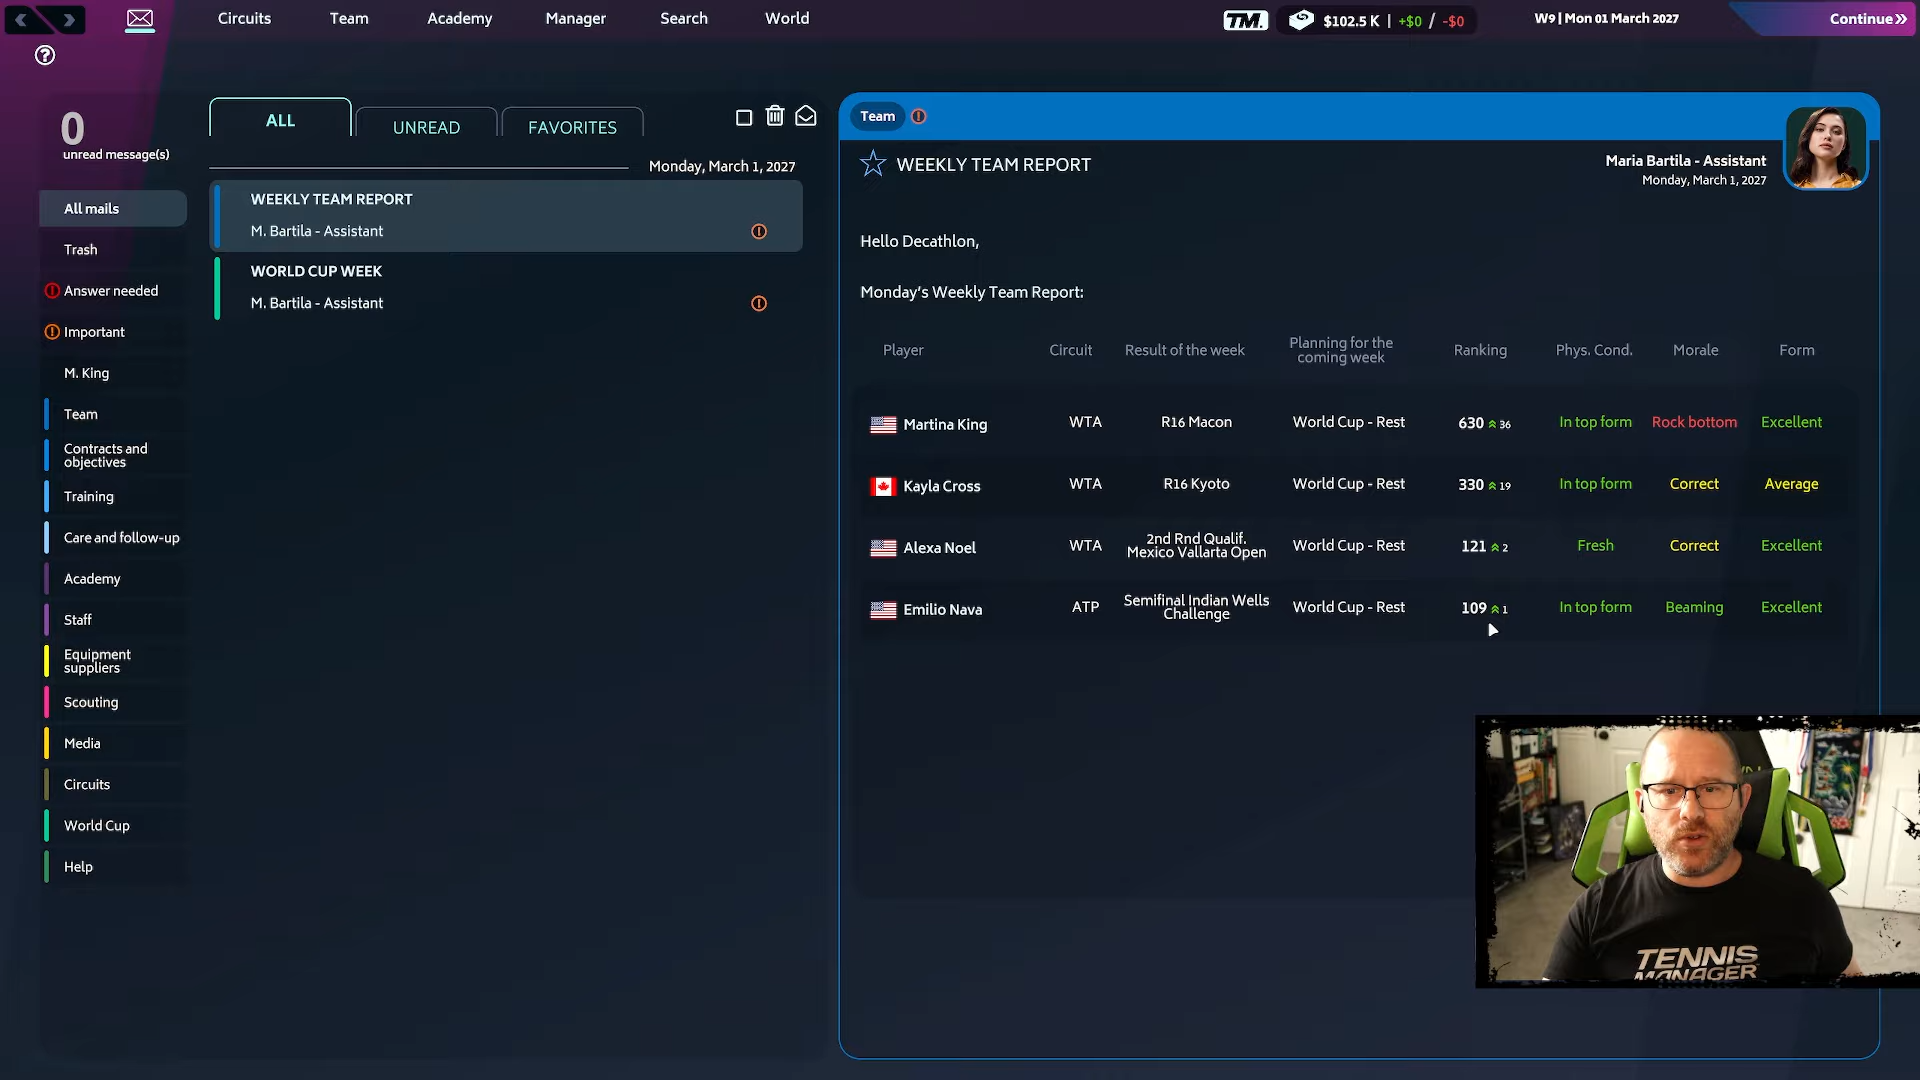 Circuits
Team
Academy
Manager
Search
World
TM.
$102.5 K | +$0 / -$0
W9 | Mon 01 March 2027
Continue
0
unread message(s)
All mails
Trash
Answer needed
Important
M. King
Team
Contracts and
objectives
Training
Care and follow-up
Academy
Staff
Equipment
suppliers
Scouting
Media
Circuits
World Cup
Help
ALL
UNREAD
FAVORITES
Monday, March 1, 2027
WEEKLY TEAM REPORT
M. Bartila - Assistant
WORLD CUP WEEK
M. Bartila - Assistant
Team
WEEKLY TEAM REPORT
Maria Bartila - Assistant
Monday, March 1, 2027
Hello Decathlon,
Monday's Weekly Team Report:
Player Circuit Result of the week Planning for the coming week Ranking Phys. Cond. Morale Form
Martina King WTA R16 Macon World Cup - Rest 630 36 In top form Rock bottom Excellent
Kayla Cross WTA R16 Kyoto World Cup - Rest 330 19 In top form Correct Average
Alexa Noel WTA 2nd Rnd Qualif. Mexico Vallarta Open World Cup - Rest 121 2 Fresh Correct Excellent
Emilio Nava ATP Semifinal Indian Wells Challenge World Cup - Rest 109 1 In top form Beaming Excellent
TENNIS
MANAGER